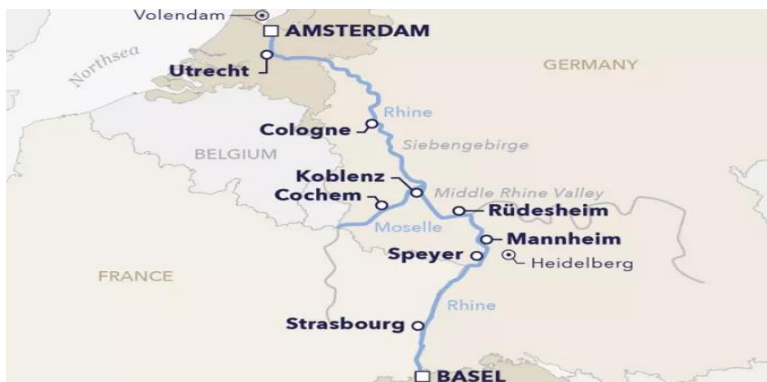 Volendam
AMSTERDAM
Northsea
Utrecht
GERMANY
Rhine
Cologne
Siebengebirge
BELGIUM
Koblenz
Middle Rhine Valley
Cochem
Rüdesheim
Moselle
Mannheim
Speyer
Heidelberg
FRANCE
Rhine
Strasbourg
BASEL